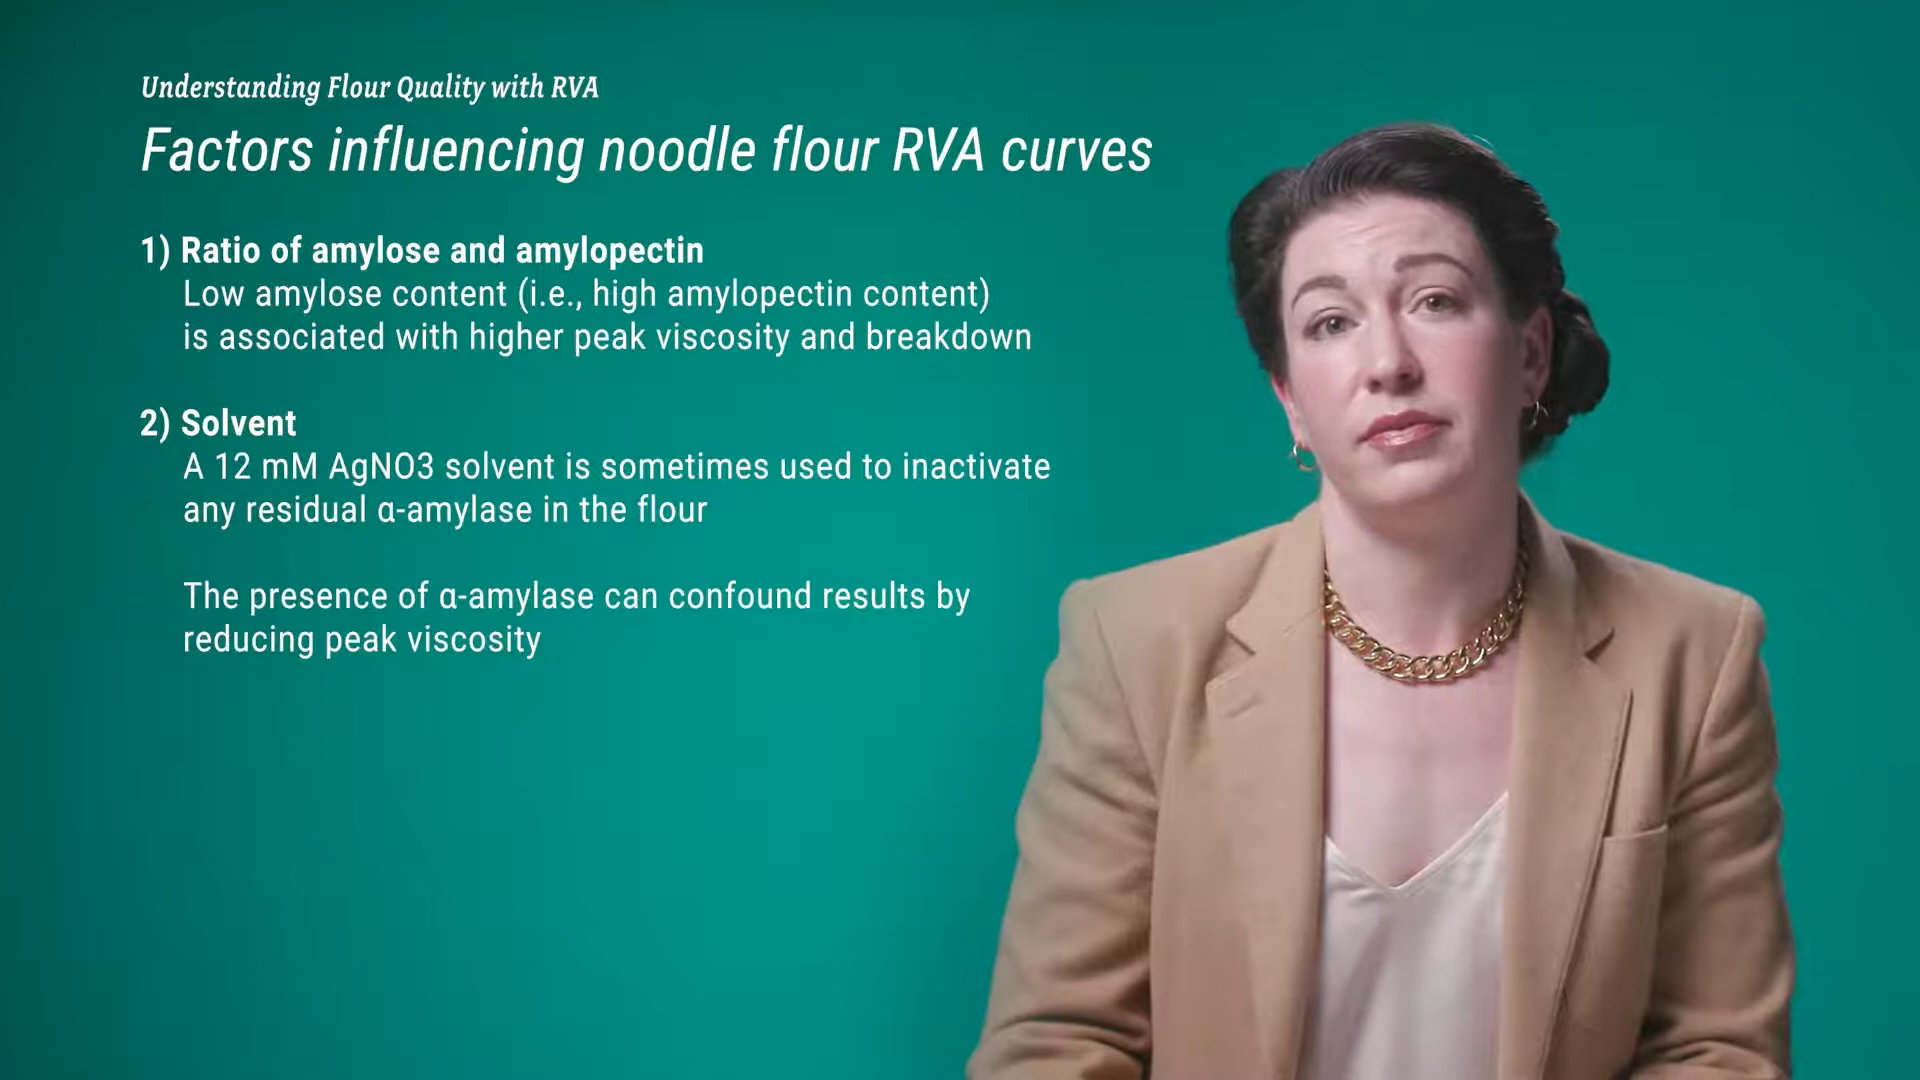 Understanding Flour Quality with RVA
Factors influencing noodle flour RVA curves
1) Ratio of amylose and amylopectin
Low amylose content (i.e., high amylopectin content)
is associated with higher peak viscosity and breakdown
2) Solvent
A 12 mM AgNO3 solvent is sometimes used to inactivate
any residual α-amylase in the flour
The presence of α-amylase can confound results by
reducing peak viscosity